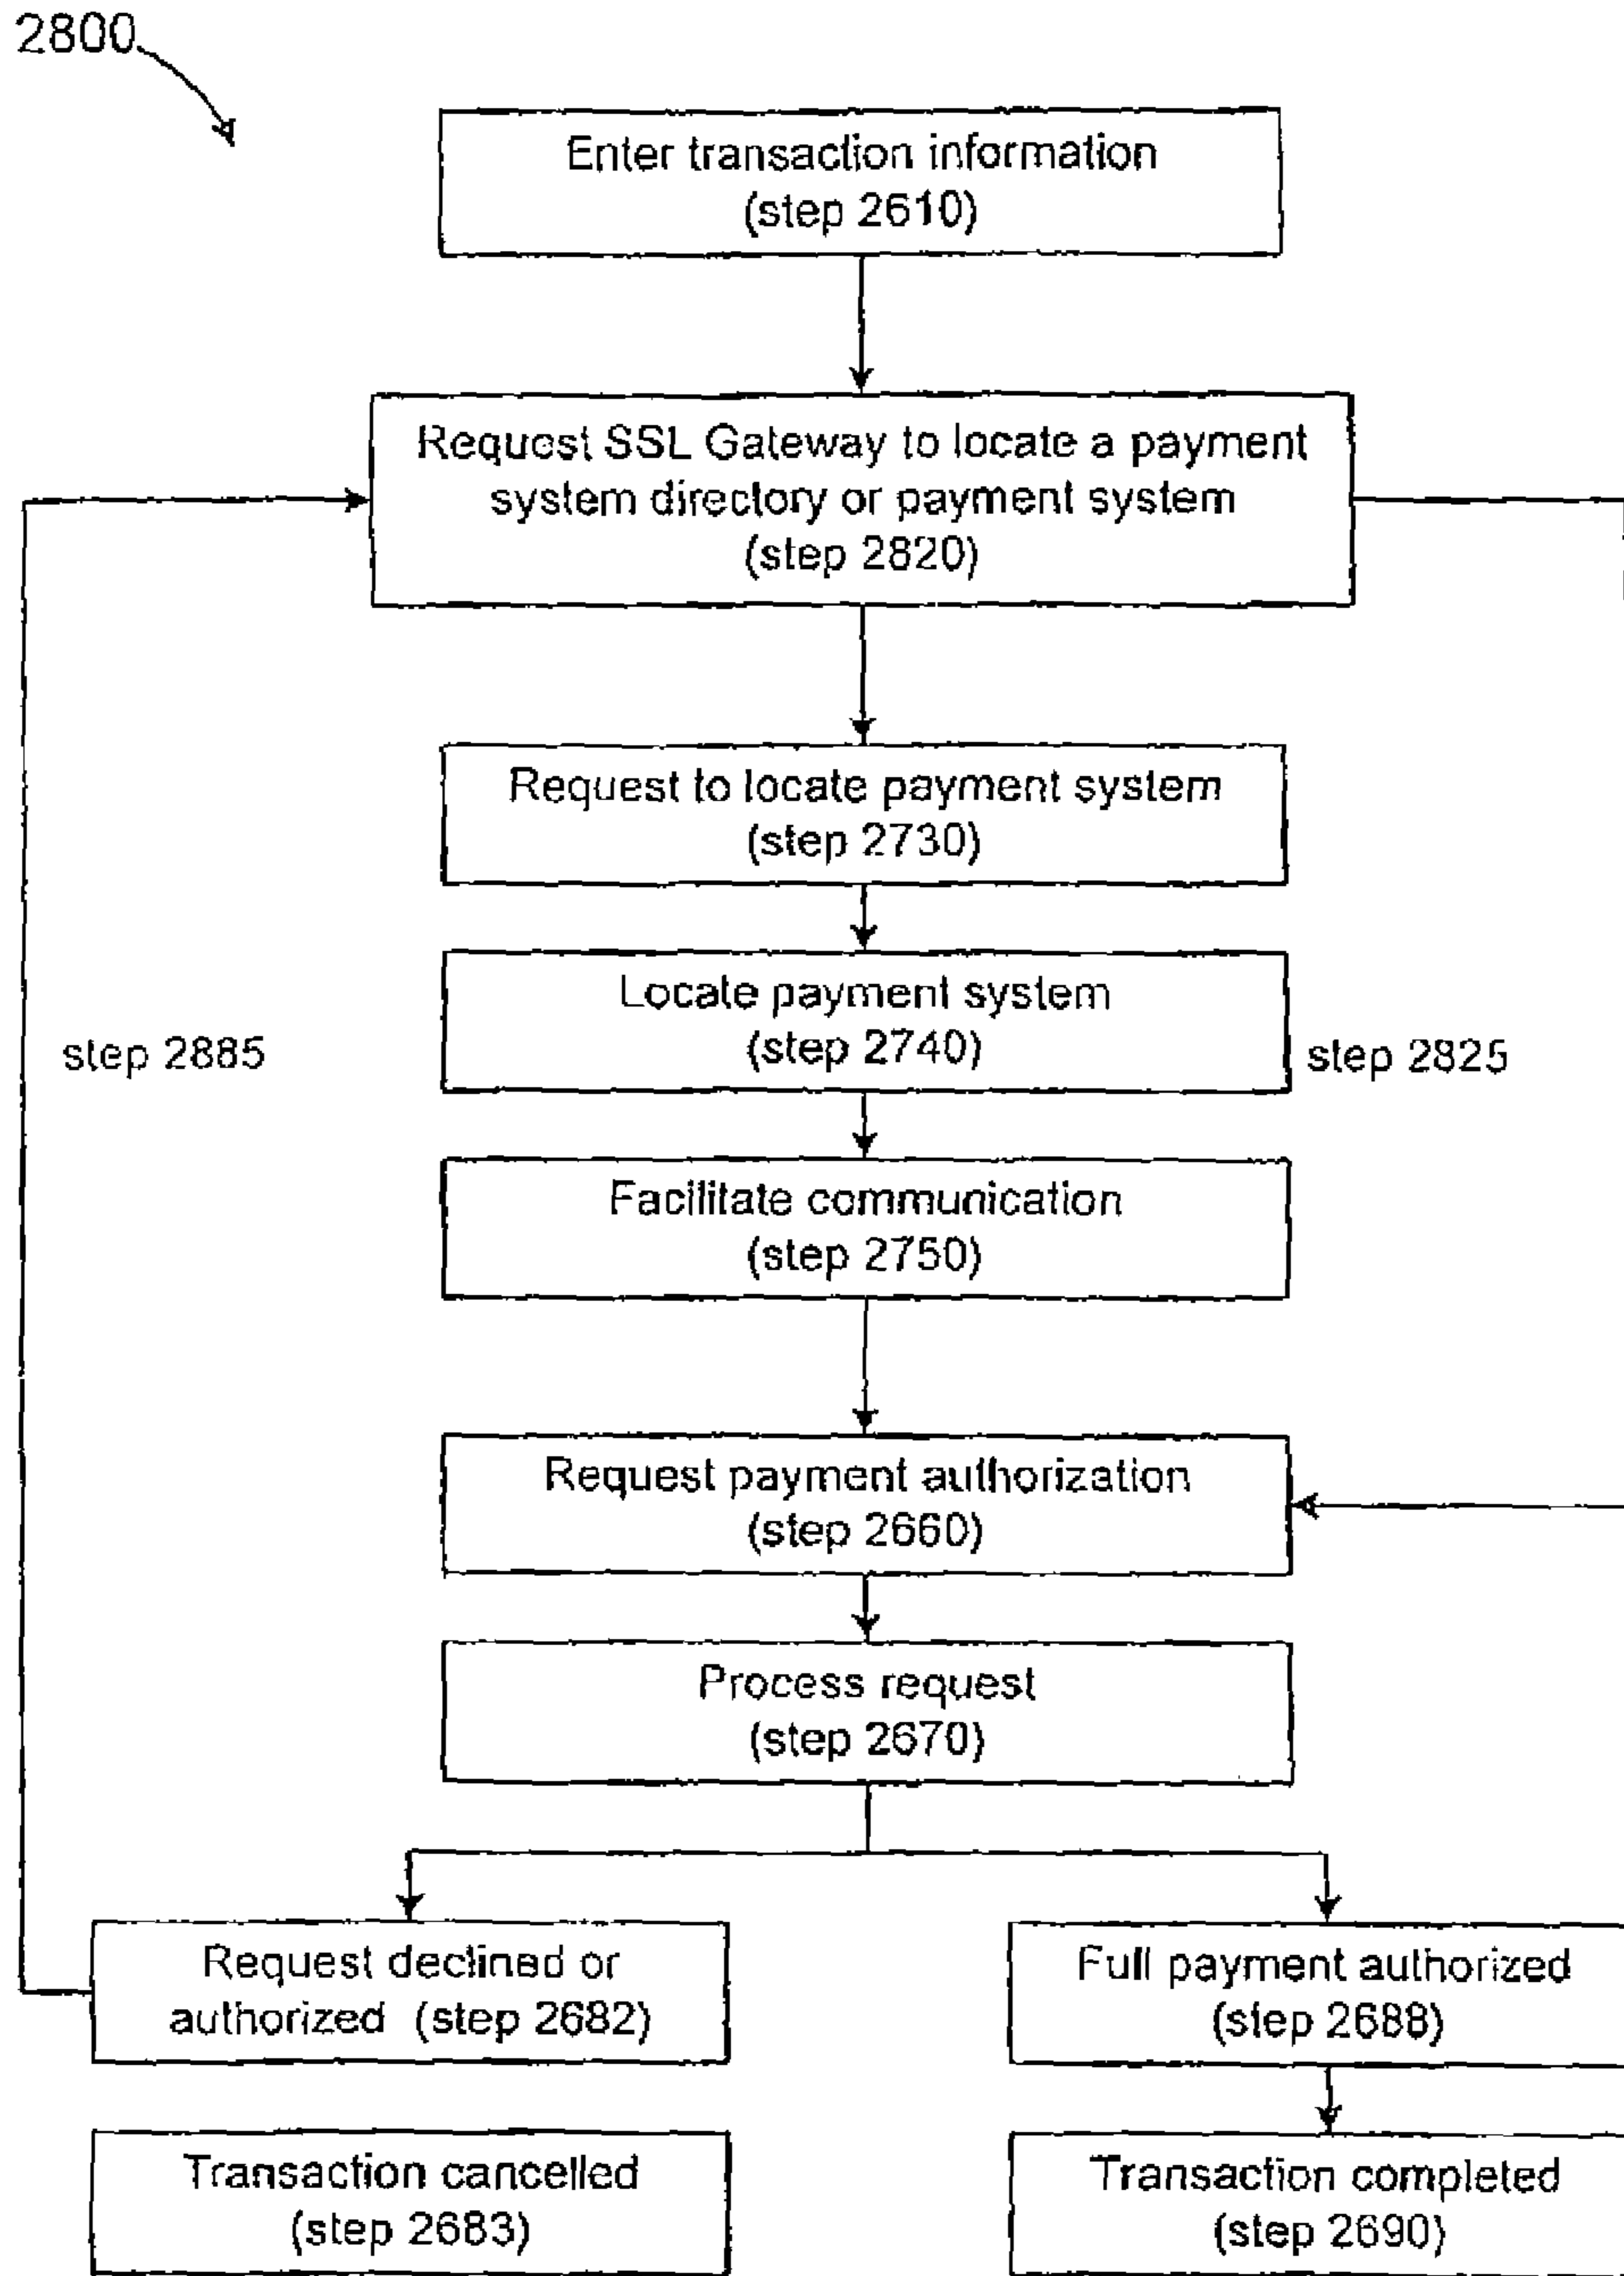 2800
Enter transaction information
(step 2610)
Request SSL Gateway to locate a payment
system directory or payment system
(step 2820)
Request to locate payment system
(step 2730)
Locate payment system
(step 2740)
step 2885
step 2825
Facilitate communication
(step 2750)
Request payment authorization
(step 2660)
Process request
(step 2670)
Request declined or
authorized (step 2682)
Full payment authorized
(step 2688)
Transaction cancelled
(step 2683)
Transaction completed
(step 2690)